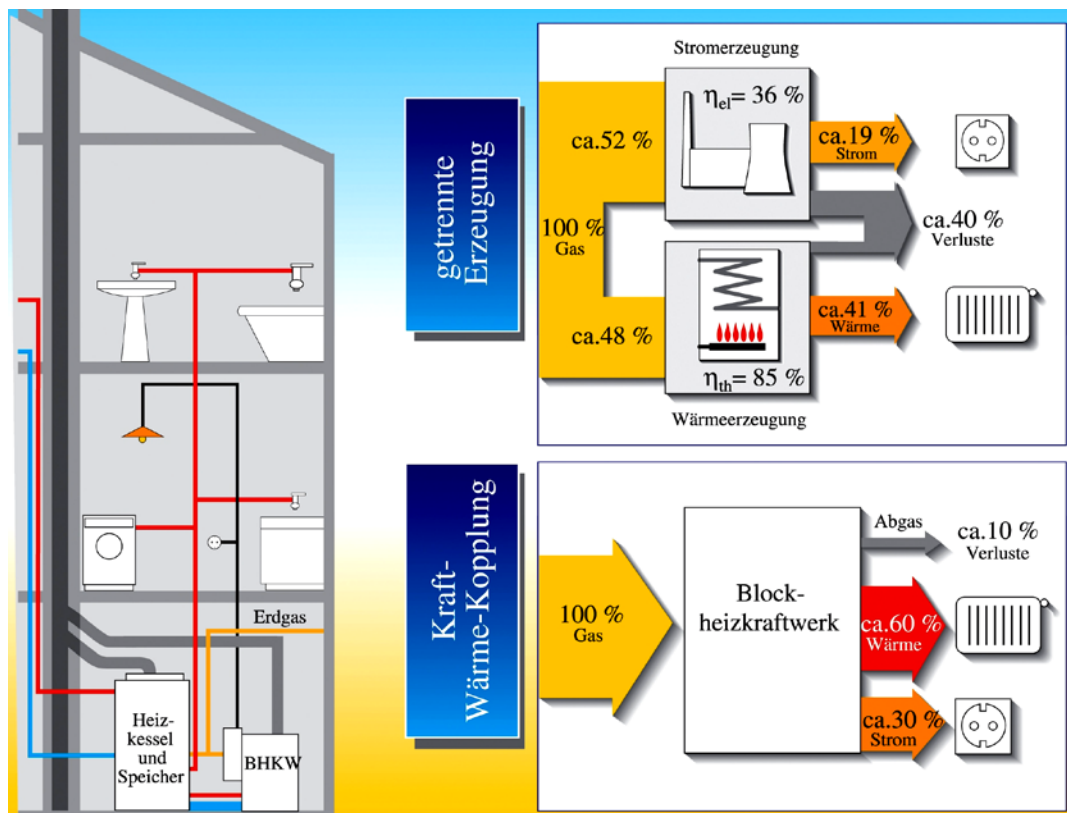 Erdgas
Heiz-
kessel
und
Speicher
BHKW
getrennte
Erzeugung
Stromerzeugung
η_el= 36 %
ca.52 %
ca.19 %
Strom
100 %
Gas
ca.40 %
Verluste
ca.48 %
ca.41 %
Wärme
η_th= 85 %
Wärmeerzeugung
Kraft-
Wärme-Kopplung
100 %
Gas
Block-
heizkraftwerk
Abgas
ca.10 %
Verluste
ca.60 %
Wärme
ca.30 %
Strom